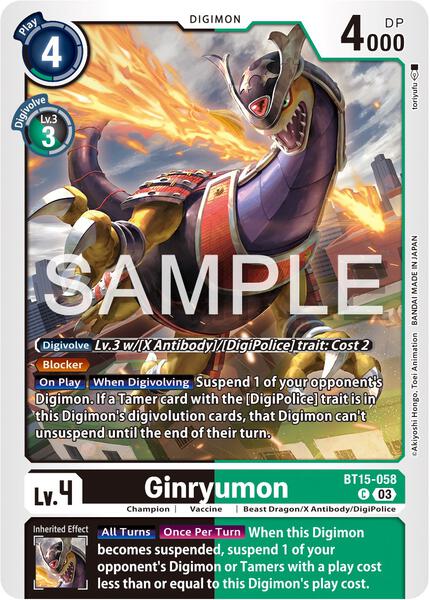 DIGIMON
Play
4
DP
4000
Digivolve
Lv.3
3
toriyufu
SAMPLE
©Akiyoshi Hongo, Toei Animation BANDAI MADE IN JAPAN
Digivolve Lv.3 w/[X Antibody]/[DigiPolice] trait: Cost 2
Blocker
On Play When Digivolving Suspend 1 of your opponent's
Digimon. If a Tamer card with the [DigiPolice] trait is in
this Digimon's digivolution cards, that Digimon can't
unsuspend until the end of their turn.
Lv.4
Ginryumon
BT15-058
C 03
Champion | Vaccine | Beast Dragon/X Antibody/DigiPolice
Inherited Effect
All Turns Once Per Turn When this Digimon
becomes suspended, suspend 1 of your
opponent's Digimon or Tamers with a play cost
less than or equal to this Digimon's play cost.